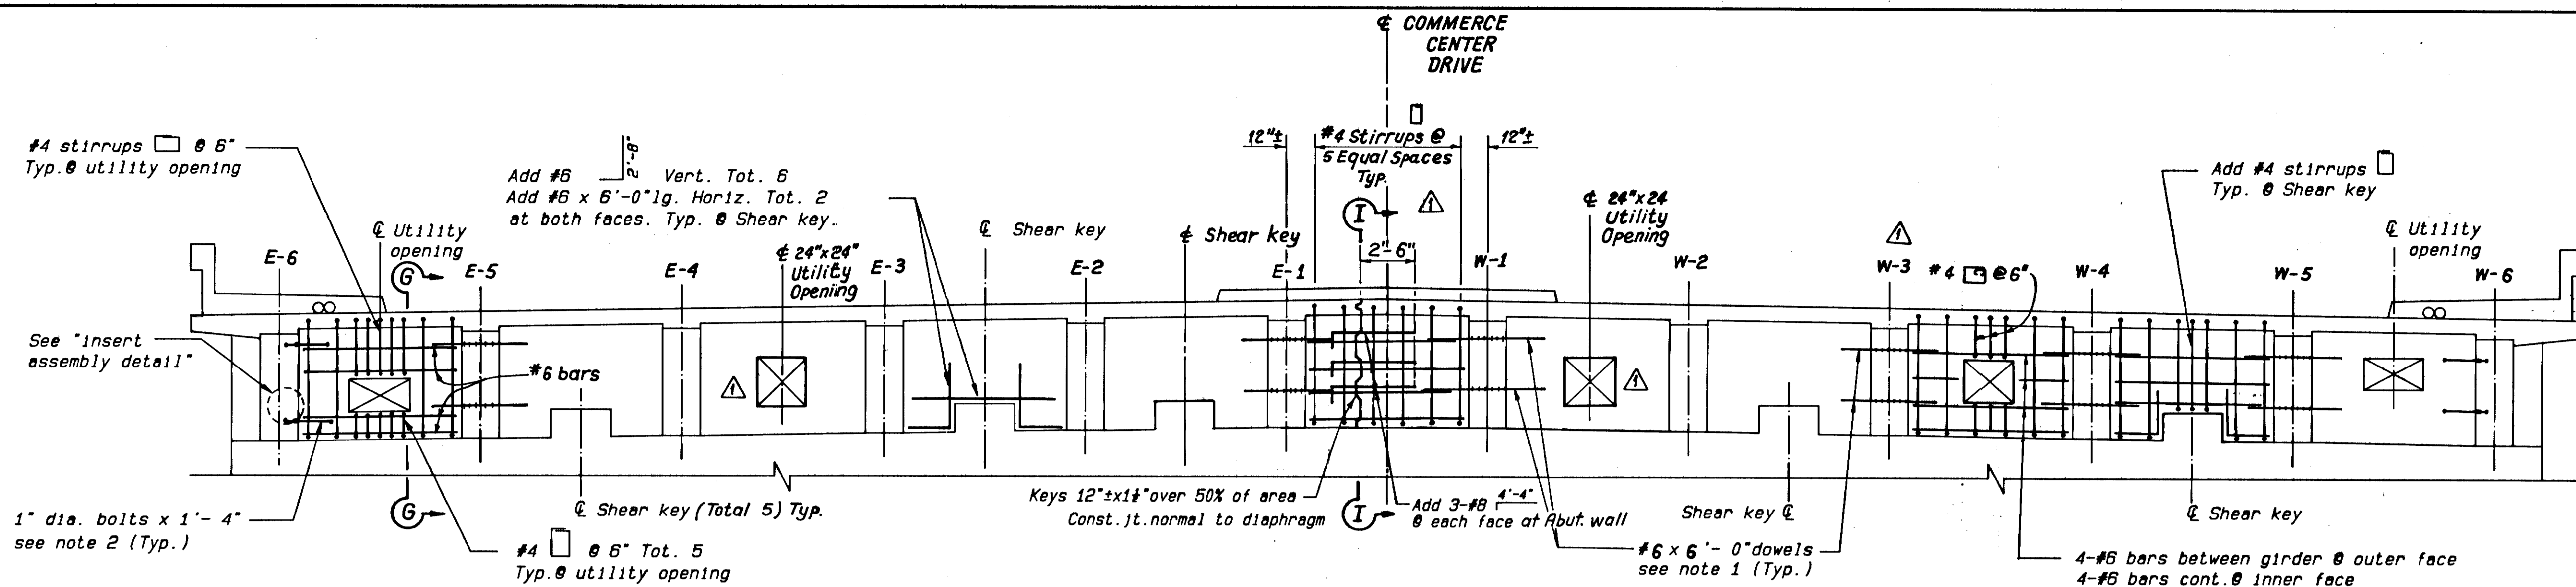 ℄ COMMERCE
CENTER
DRIVE
#4 stirrups @ 6"
Typ.@ utility opening
Add #6 2'-8" Vert. Tot. 6
Add #6 x 6'-0"lg. Horiz. Tot. 2
at both faces. Typ. @ Shear key.
12"±
#4 Stirrups @
5 Equal Spaces
Typ.
12"±
Add #4 stirrups
Typ. @ Shear key
℄ Utility
opening
G
℄ 24"x24"
Utility
Opening
℄ Shear key
℄ Shear key
I
1
2'-6"
℄ 24"x24
Utility
Opening
1
#4 @ 6"
℄ Utility
opening
E-6
E-5
E-4
E-3
E-2
E-1
W-1
W-2
W-3
W-4
W-5
W-6
See "insert
assembly detail"
#6 bars
1
1
1" dia. bolts x 1'- 4"
see note 2 (Typ.)
G
℄ Shear key (Total 5) Typ.
#4 @ 6" Tot. 5
Typ.@ utility opening
Keys 12"±x1½"over 50% of area
Const.jt.normal to diaphragm
I
Add 3-#8 4'-4"
@ each face at Abut. wall
Shear key ℄
#6 x 6'- 0"dowels
see note 1 (Typ.)
℄ Shear key
4-#6 bars between girder @ outer face
4-#6 bars cont.@ inner face